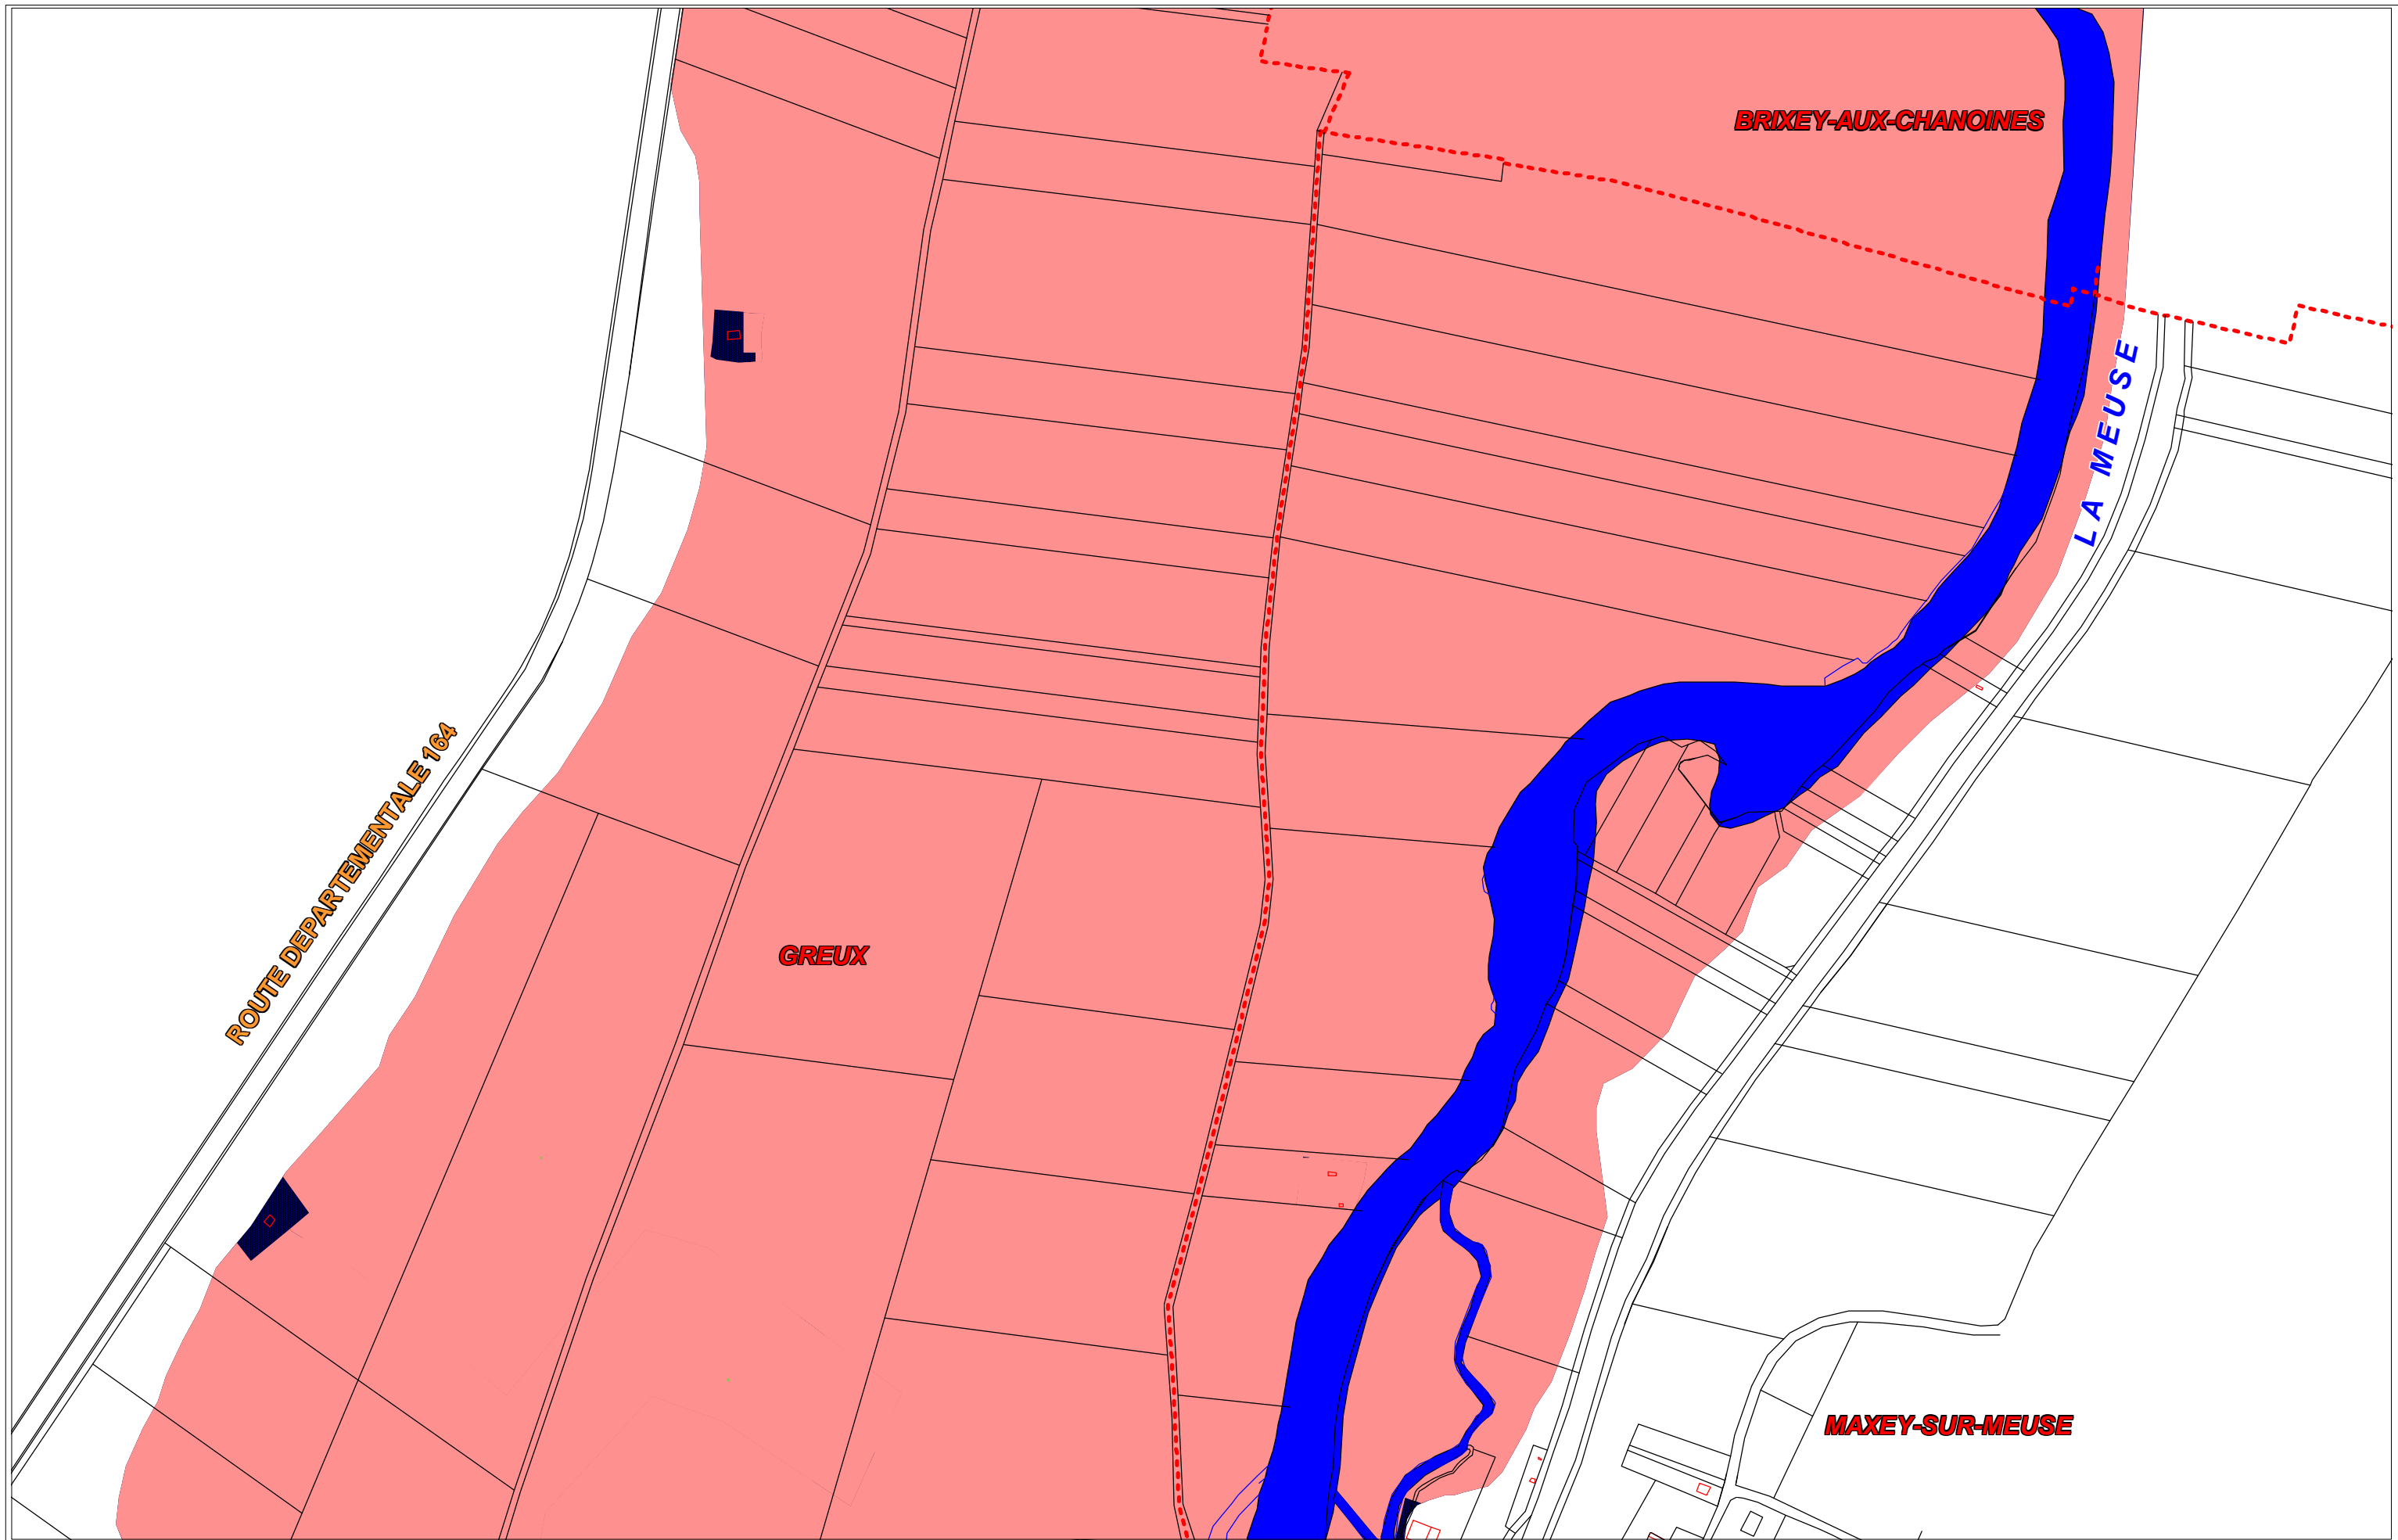 BRIXEY-AUX-CHANOINES
LA MEUSE
ROUTE DEPARTEMENTALE 164
GREUX
MAXEY-SUR-MEUSE